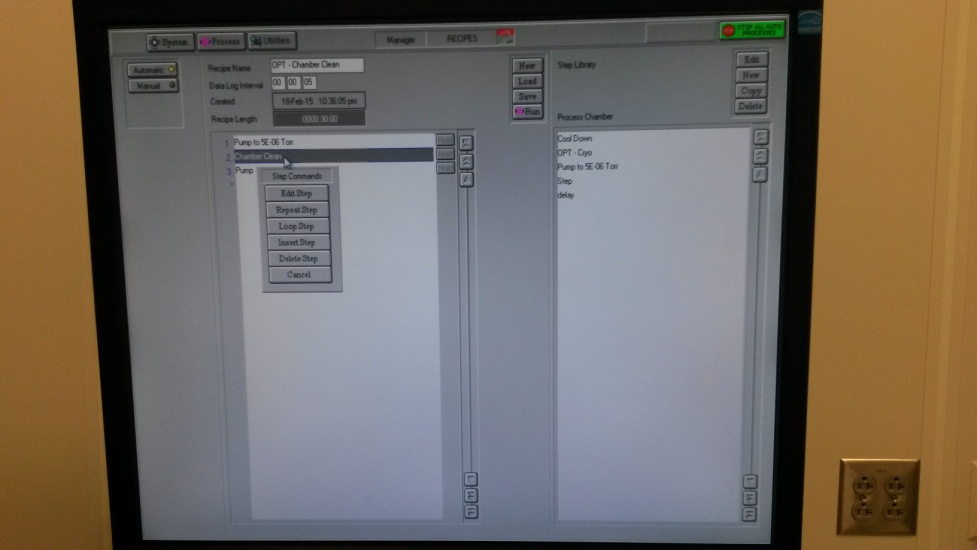 System Process Utilities Manager RECIPES STOP ALL AUTO PROCESSES
Automatic
Manual
Recipe Name OPT - Chamber Clean
Data Log Interval 00 00 05
Created 18-Feb-15 10:36:05 pm
Recipe Length 0000:30:00
New
Load
Save
Run
Step Library
Edit
New
Copy
Delete
Process Chamber
1 Pump to 5E-06 Torr Hold
2 Chamber Clean Hold
3 Pump Hold
Step Commands
Edit Step
Repeat Step
Loop Step
Insert Step
Delete Step
Cancel
Cool Down
OPT - Cryo
Pump to 5E-06 Torr
Step
delay